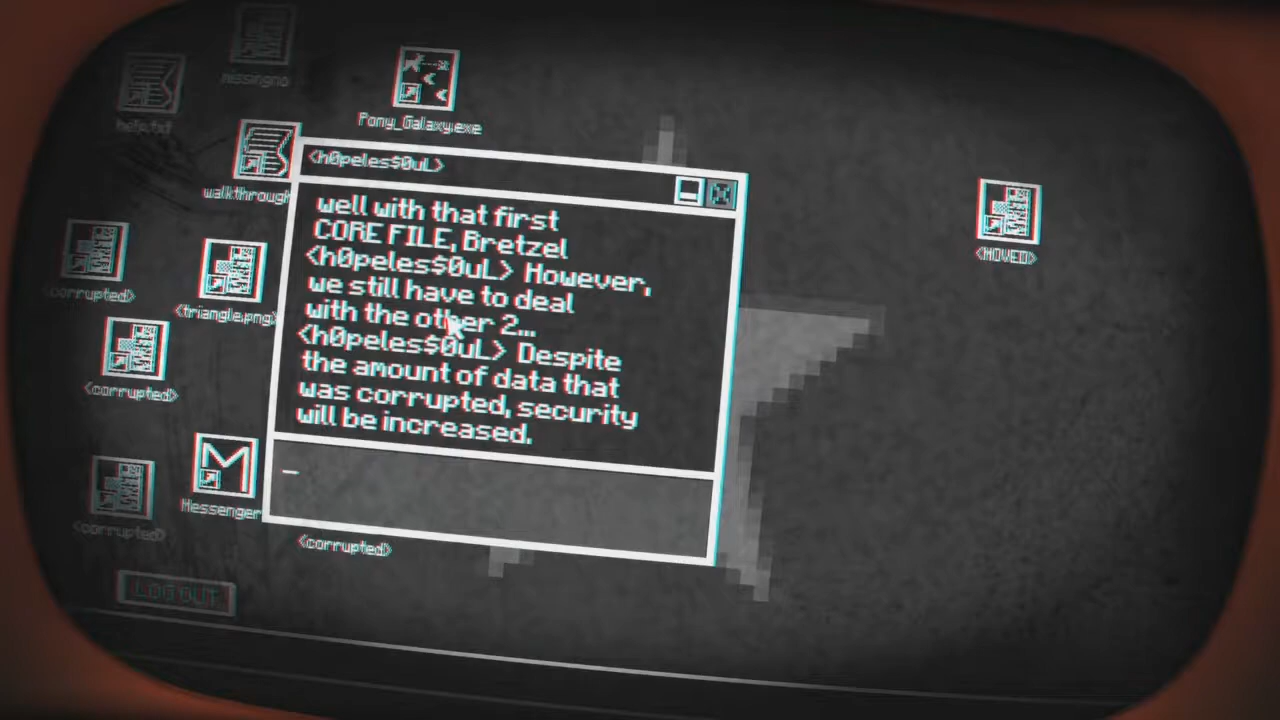 missingno
help.txt
Pony_Galaxy.exe
<h0peles$0uL>
walkthrough
well with that first
CORE FILE, Bretzel
<h0peles$0uL> However,
we still have to deal
with the other 2...
<h0peles$0uL> Despite
the amount of data that
was corrupted, security
will be increased.
<MOVED>
<corrupted>
<triangle.png>
<corrupted>
M
Messenger
<corrupted>
<corrupted>
LOG OUT